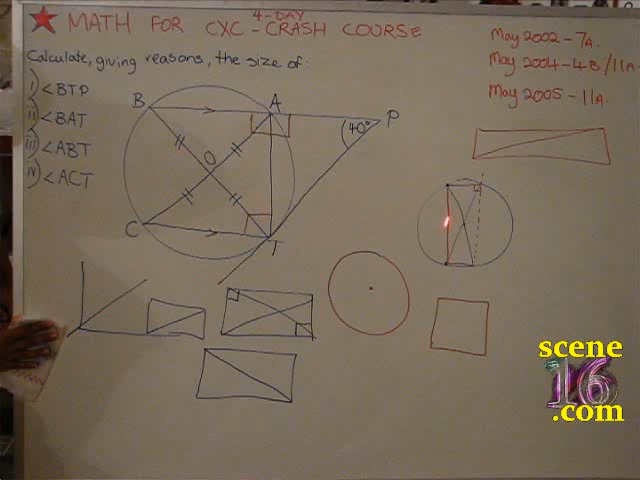 4-DAY
MATH FOR CXC - CRASH COURSE
Calculate, giving reasons, the size of:
i) <BTP
ii) <BAT
iii) <ABT
iv) <ACT
May 2002 - 7A.
May 2004 - 4B/11A.
May 2005 - 11A.
B
A
P
40°
O
C
T
scene
16
.com